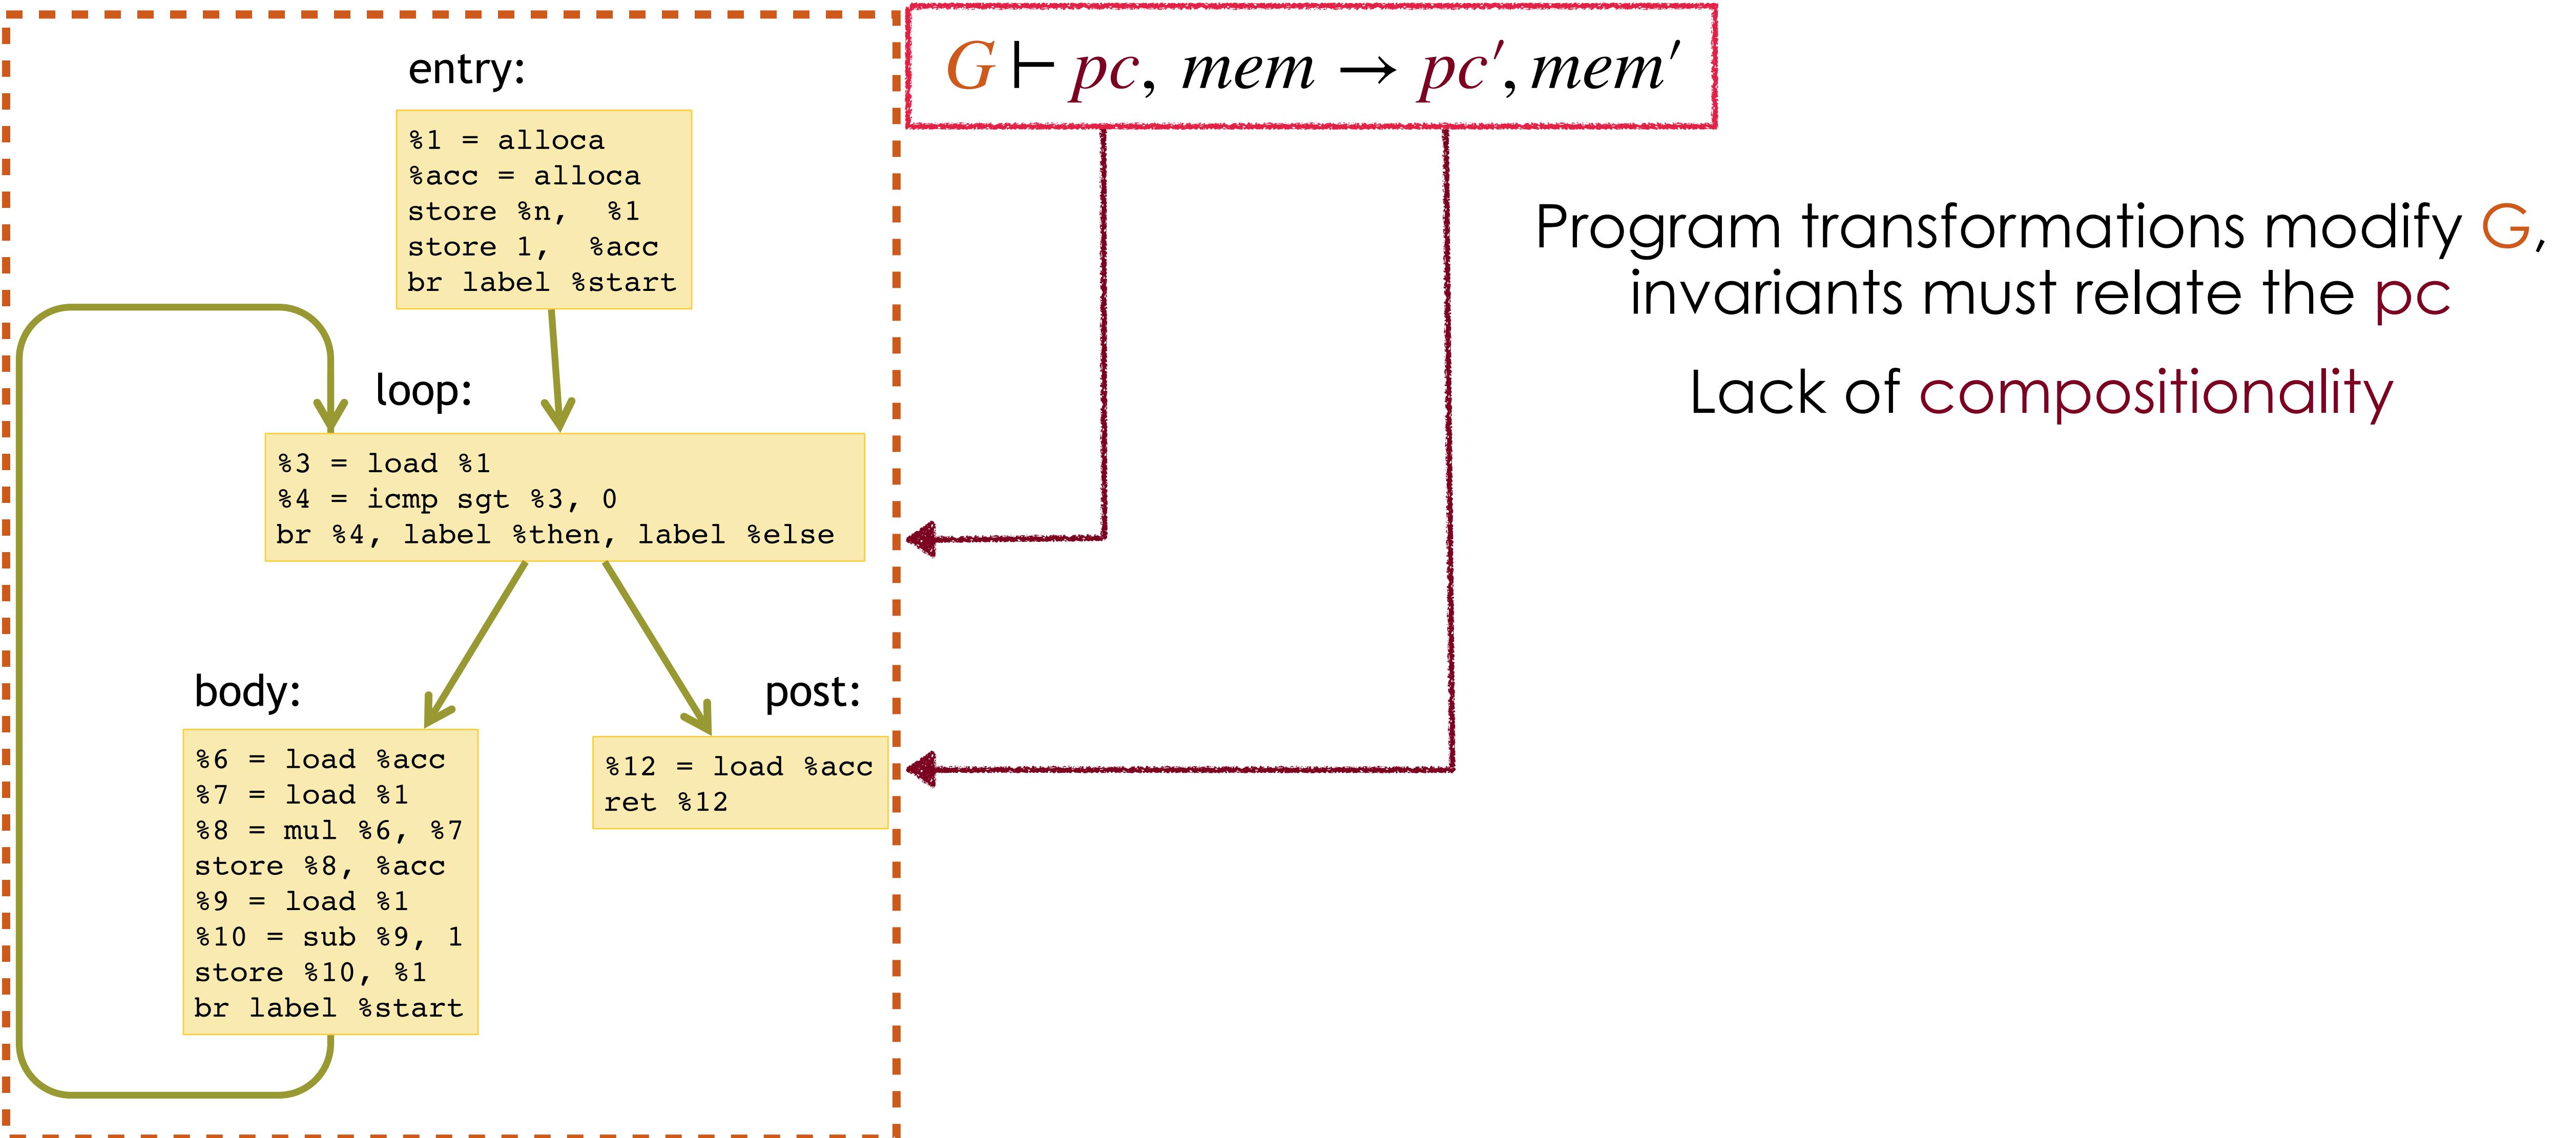 entry:
%1 = alloca
%acc = alloca
store %n,  %1
store 1,  %acc
br label %start
loop:
%3 = load %1
%4 = icmp sgt %3, 0
br %4, label %then, label %else
body:
%6 = load %acc
%7 = load %1
%8 = mul %6, %7
store %8, %acc
%9 = load %1
%10 = sub %9, 1
store %10, %1
br label %start
post:
%12 = load %acc
ret %12
G ⊢ pc, mem → pc′, mem′
Program transformations modify G,
invariants must relate the pc
Lack of compositionality